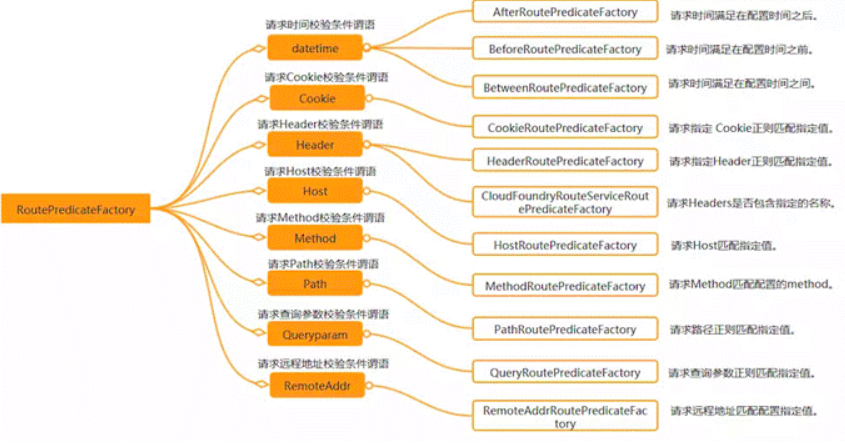 RoutePredicateFactory
请求时间校验条件谓语
datetime
请求Cookie校验条件谓语
Cookie
请求Header校验条件谓语
Header
请求Host校验条件谓语
Host
请求Method校验条件谓语
Method
请求Path校验条件谓语
Path
请求查询参数校验条件谓语
Queryparam
请求远程地址校验条件谓语
RemoteAddr
AfterRoutePredicateFactory 请求时间满足在配置时间之后。
BeforeRoutePredicateFactory 请求时间满足在配置时间之前。
BetweenRoutePredicateFactory 请求时间满足在配置时间之间。
CookieRoutePredicateFactory 请求指定 Cookie正则匹配指定值。
HeaderRoutePredicateFactory 请求指定Header正则匹配指定值。
CloudFoundryRouteServiceRout
ePredicateFactory 请求Headers是否包含指定的名称。
HostRoutePredicateFactory 请求Host匹配指定值。
MethodRoutePredicateFactory 请求Method匹配配置的method。
PathRoutePredicateFactory 请求路径正则匹配指定值。
QueryRoutePredicateFactory 请求查询参数正则匹配指定值。
RemoteAddrRoutePredicateFac
tory 请求远程地址匹配配置指定值。